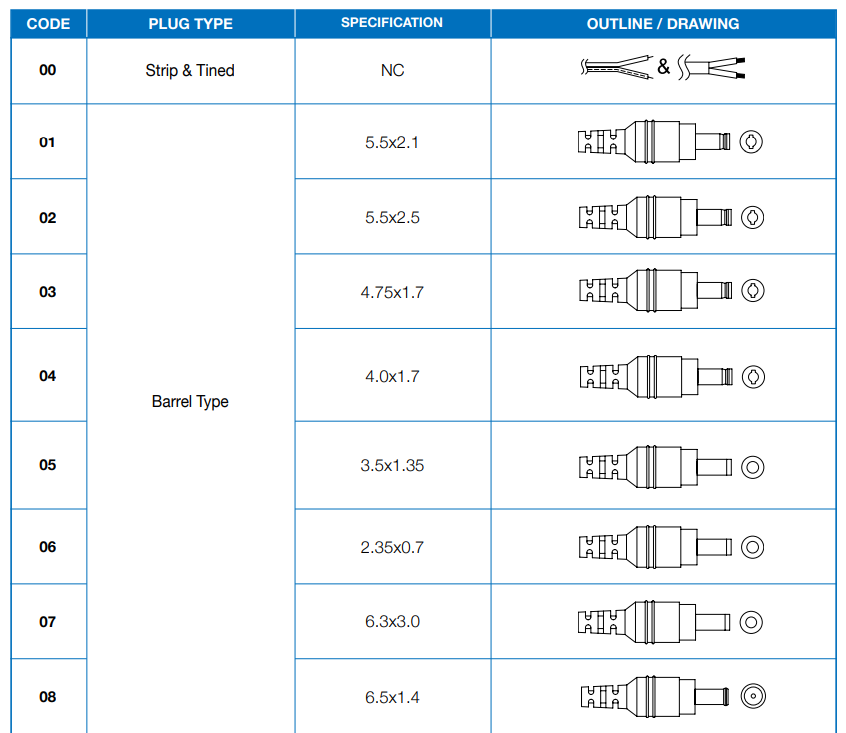 CODE PLUG TYPE SPECIFICATION OUTLINE / DRAWING
00 Strip & Tined NC &
01 5.5x2.1
02 5.5x2.5
03 4.75x1.7
04 4.0x1.7
Barrel Type
05 3.5x1.35
06 2.35x0.7
07 6.3x3.0
08 6.5x1.4